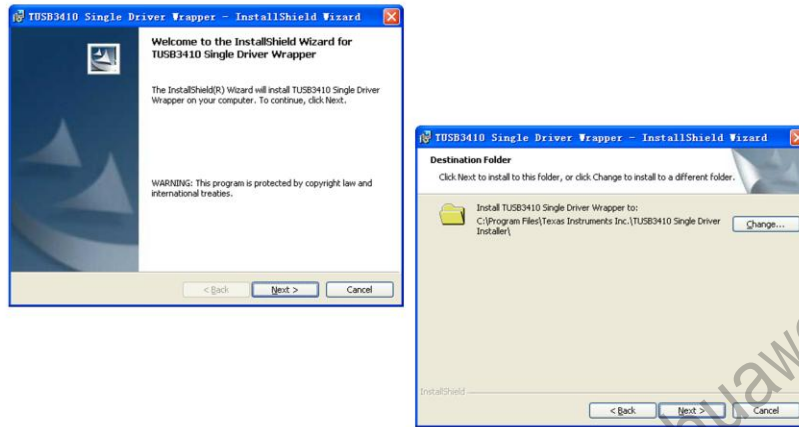 TUSB3410 Single Driver Wrapper - InstallShield Wizard
Welcome to the InstallShield Wizard for
TUSB3410 Single Driver Wrapper
The InstallShield(R) Wizard will install TUSB3410 Single Driver
Wrapper on your computer. To continue, click Next.
WARNING: This program is protected by copyright law and
international treaties.
< Back
Next >
Cancel
TUSB3410 Single Driver Wrapper - InstallShield Wizard
Destination Folder
Click Next to install to this folder, or click Change to install to a different folder.
Install TUSB3410 Single Driver Wrapper to:
C:\Program Files\Texas Instruments Inc.\TUSB3410 Single Driver
Installer\
Change...
InstallShield
< Back
Next >
Cancel
huawe